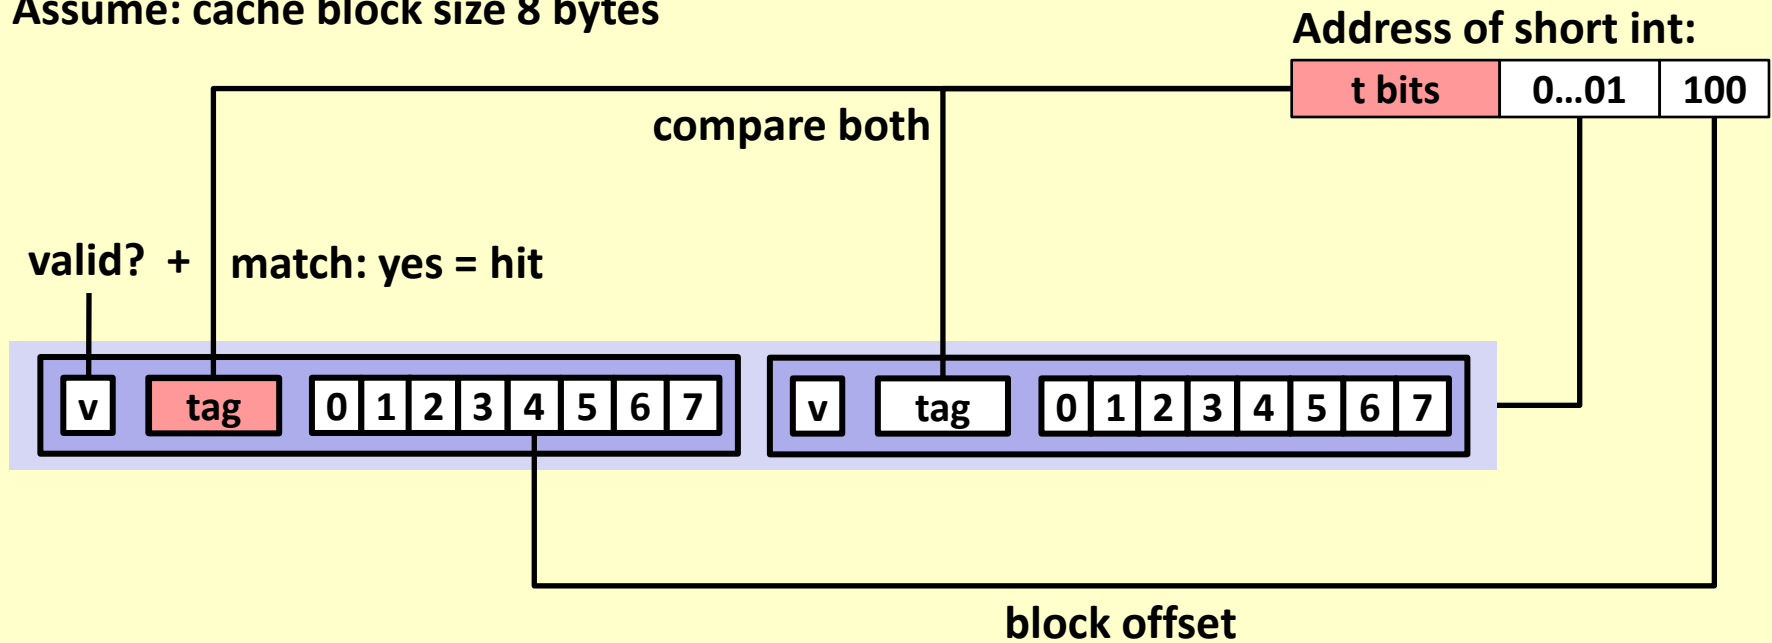 Assume: cache block size 8 bytes
Address of short int:
t bits 0...01 100
compare both
valid? + match: yes = hit
v tag 0 1 2 3 4 5 6 7 v tag 0 1 2 3 4 5 6 7
block offset